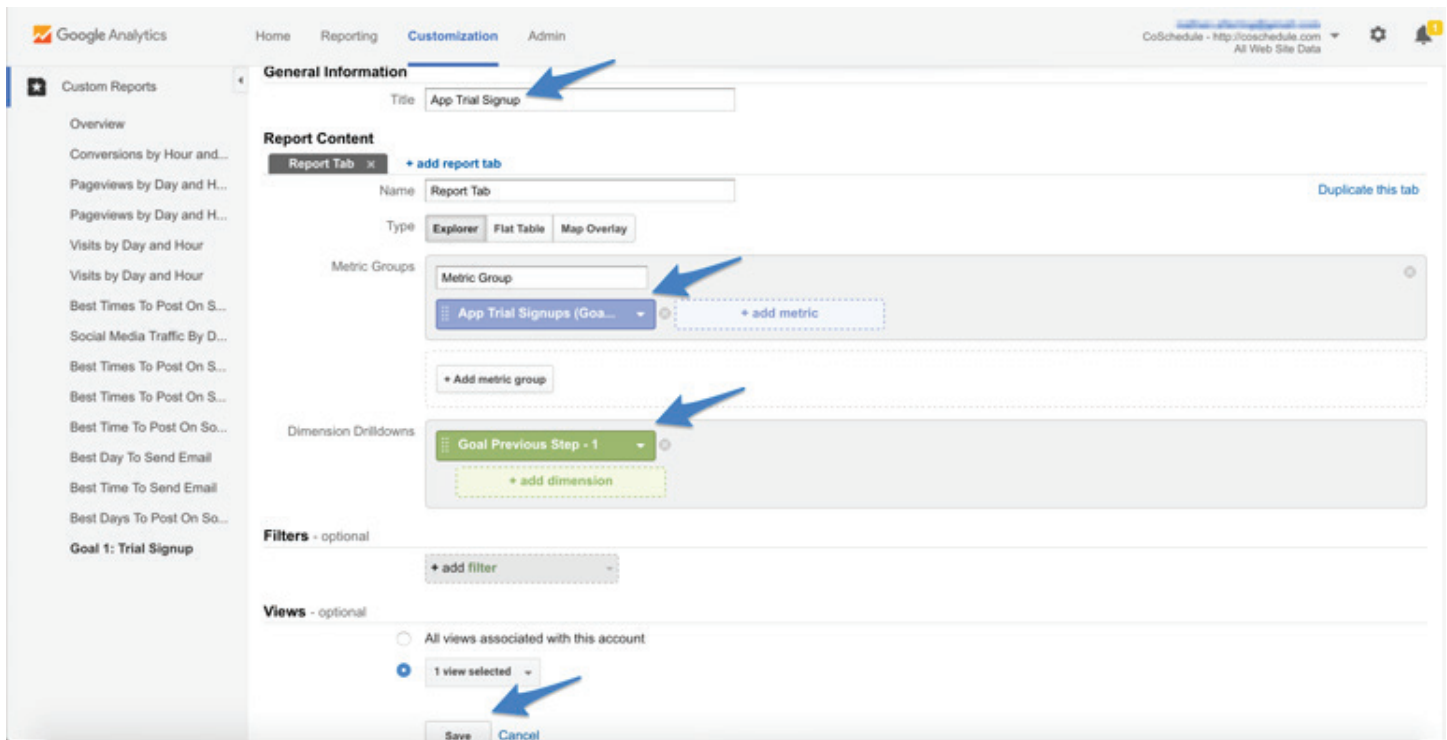 Google Analytics
Home Reporting Customization Admin
CoSchedule - http://coschedule.com
All Web Site Data
1
Custom Reports
Overview
Conversions by Hour and...
Pageviews by Day and H...
Pageviews by Day and H...
Visits by Day and Hour
Visits by Day and Hour
Best Times To Post On S...
Social Media Traffic By D...
Best Times To Post On S...
Best Times To Post On S...
Best Time To Post On So...
Best Day To Send Email
Best Time To Send Email
Best Days To Post On So...
Goal 1: Trial Signup
General Information
Title App Trial Signup
Report Content
Report Tab x + add report tab
Name Report Tab Duplicate this tab
Type Explorer Flat Table Map Overlay
Metric Groups Metric Group
App Trial Signups (Goa... + add metric
+ Add metric group
Dimension Drilldowns Goal Previous Step - 1
+ add dimension
Filters - optional
+ add filter
Views - optional
All views associated with this account
1 view selected
Save Cancel